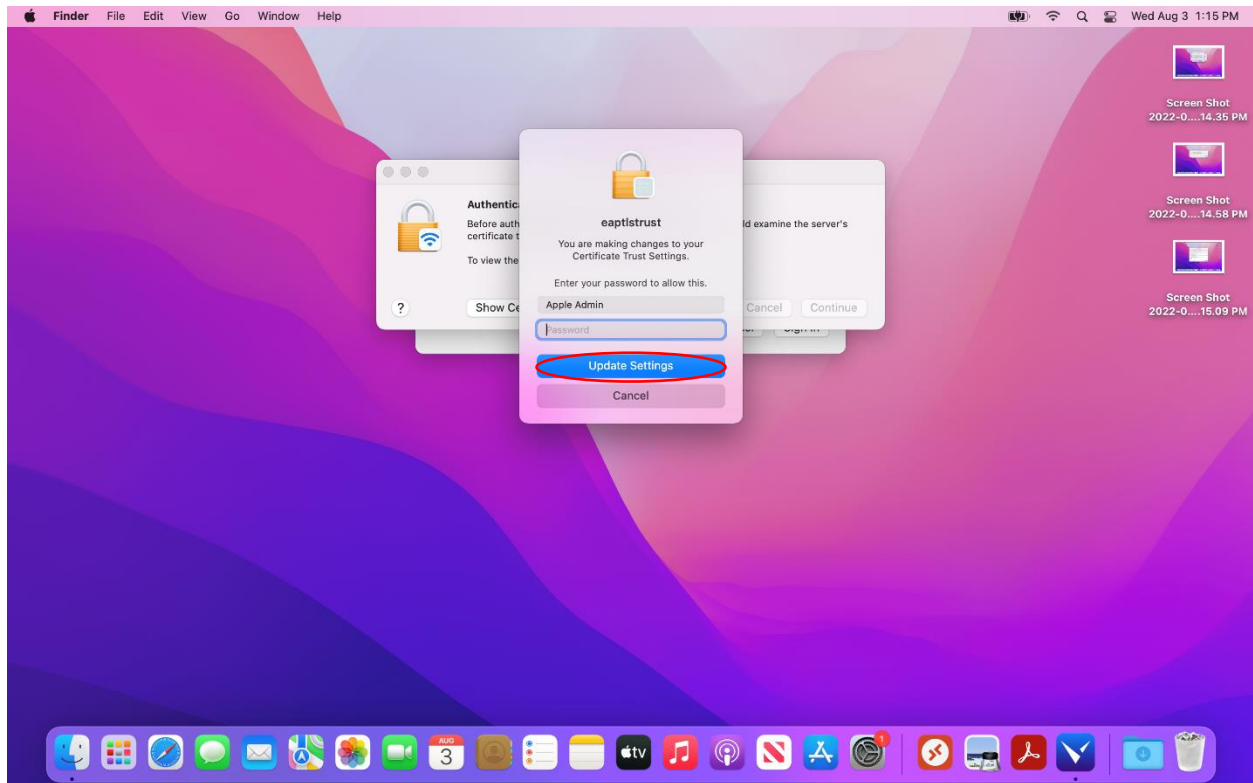 Finder File Edit View Go Window Help
Wed Aug 3 1:15 PM
Screen Shot
2022-0....14.35 PM
Screen Shot
2022-0....14.58 PM
Screen Shot
2022-0....15.09 PM
Authentic
Before auth
ld examine the server's
certificate t
To view the
?
Show Ce
Cancel
Continue
Sign In
eaptlstrust
You are making changes to your
Certificate Trust Settings.
Enter your password to allow this.
Apple Admin
Password
Update Settings
Cancel
AUG
3
tv
1